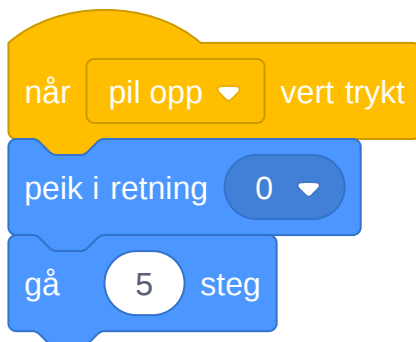 når pil opp vert trykt
peik i retning 0
gå 5 steg